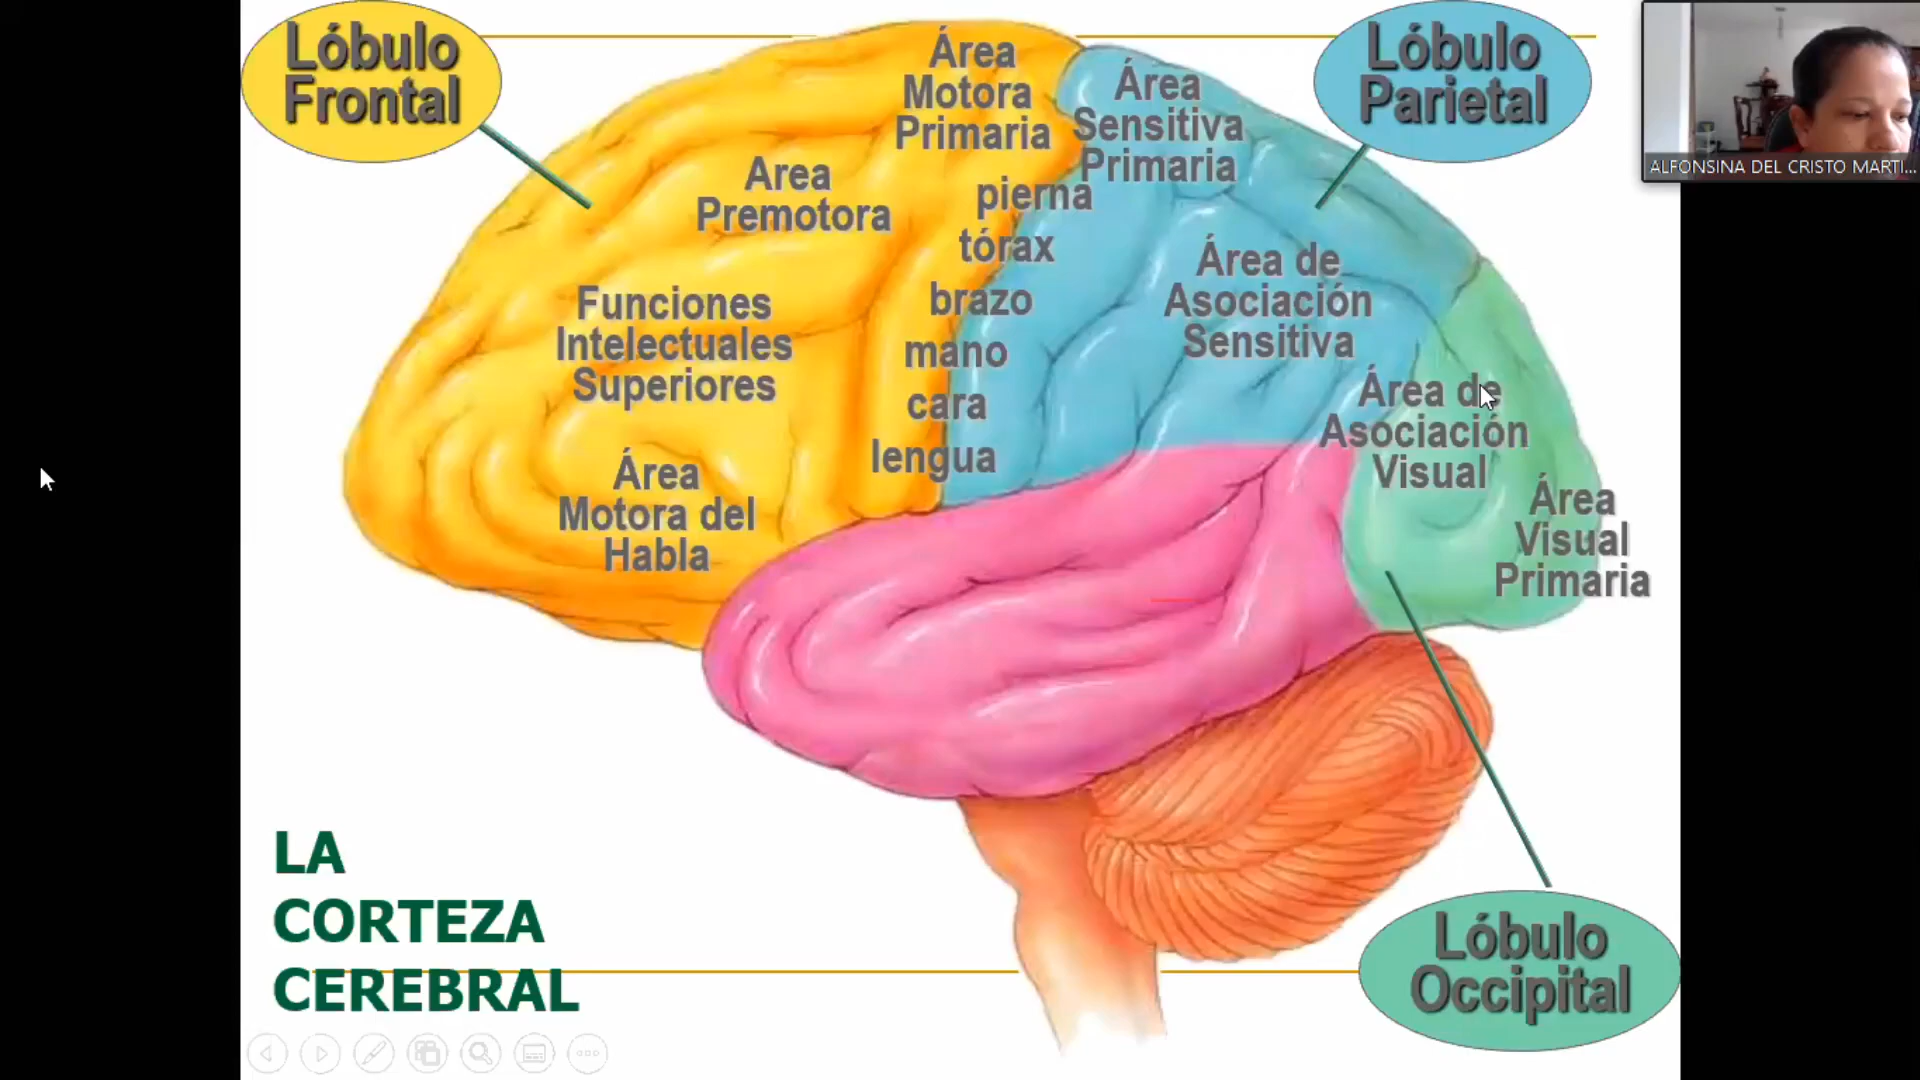 Lóbulo
Frontal
Área
Motora
Primaria
Área
Sensitiva
Primaria
Lóbulo
Parietal
ALFONSINA DEL CRISTO MARTI...
Area
Premotora
pierna
tórax
brazo
mano
cara
lengua
Funciones
Intelectuales
Superiores
Área de
Asociación
Sensitiva
Área de
Asociación
Visual
Área
Motora del
Habla
Área
Visual
Primaria
LA
CORTEZA
CEREBRAL
Lóbulo
Occipital